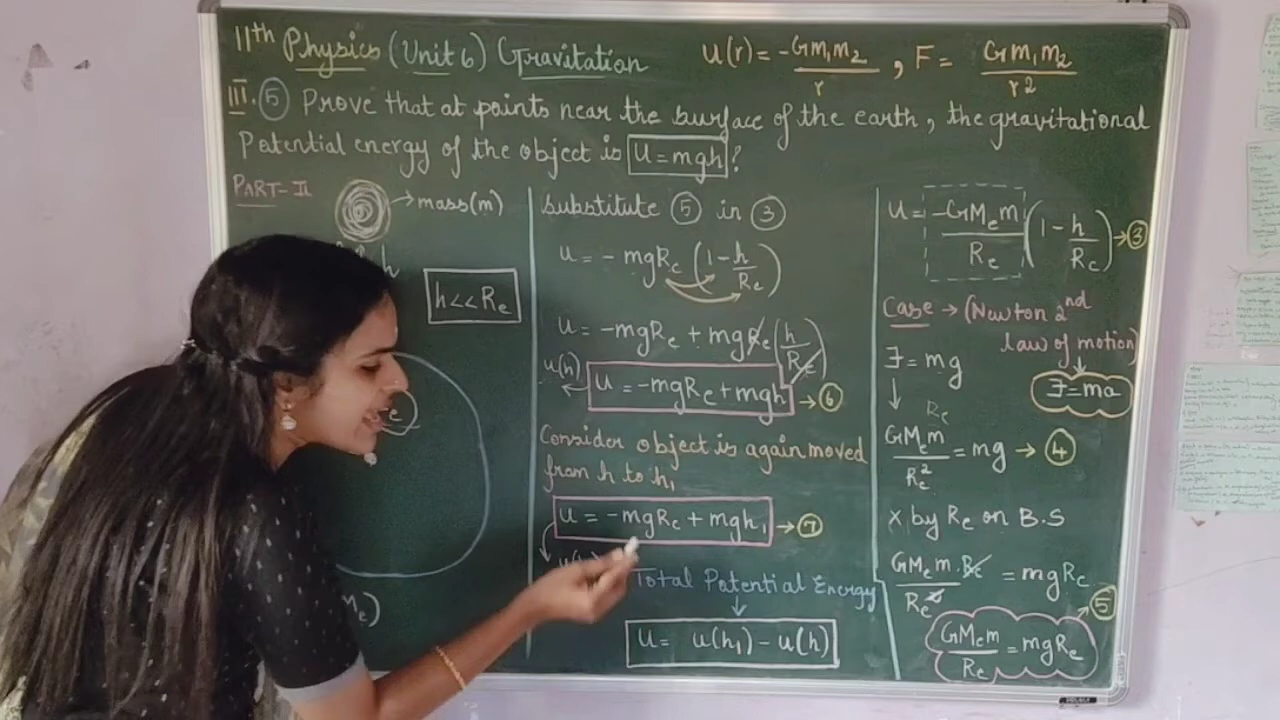 11th Physics (Unit 6) Gravitation
U(r) = -Gm1m2/r , F = Gm1m2/r2
III. 5 Prove that at points near the surface of the earth, the gravitational
Potential energy of the object is U=mgh?
PART-II
→ mass(m)
h
h<<Re
e
Me)
Substitute 5 in 3
U = - mgRe (1 - h/Re)
U = -mgRe + mgRe (h/Re)
u(h) ← U = -mgRe + mgh → 6
Consider object is again moved
from h to h1
U = -mgRe + mgh1 → 7
Total Potential Energy
↓
U = u(h1) - u(h)
U = -GMem/Re (1 - h/Re) → 3
Case → (Newton 2nd
law of motion)
↓
F = ma
F = mg
↓
Re
GMem/Re² = mg → 4
× by Re on B.S
GMem.Re/Re² = mgRe
GMem/Re = mgRe → 5